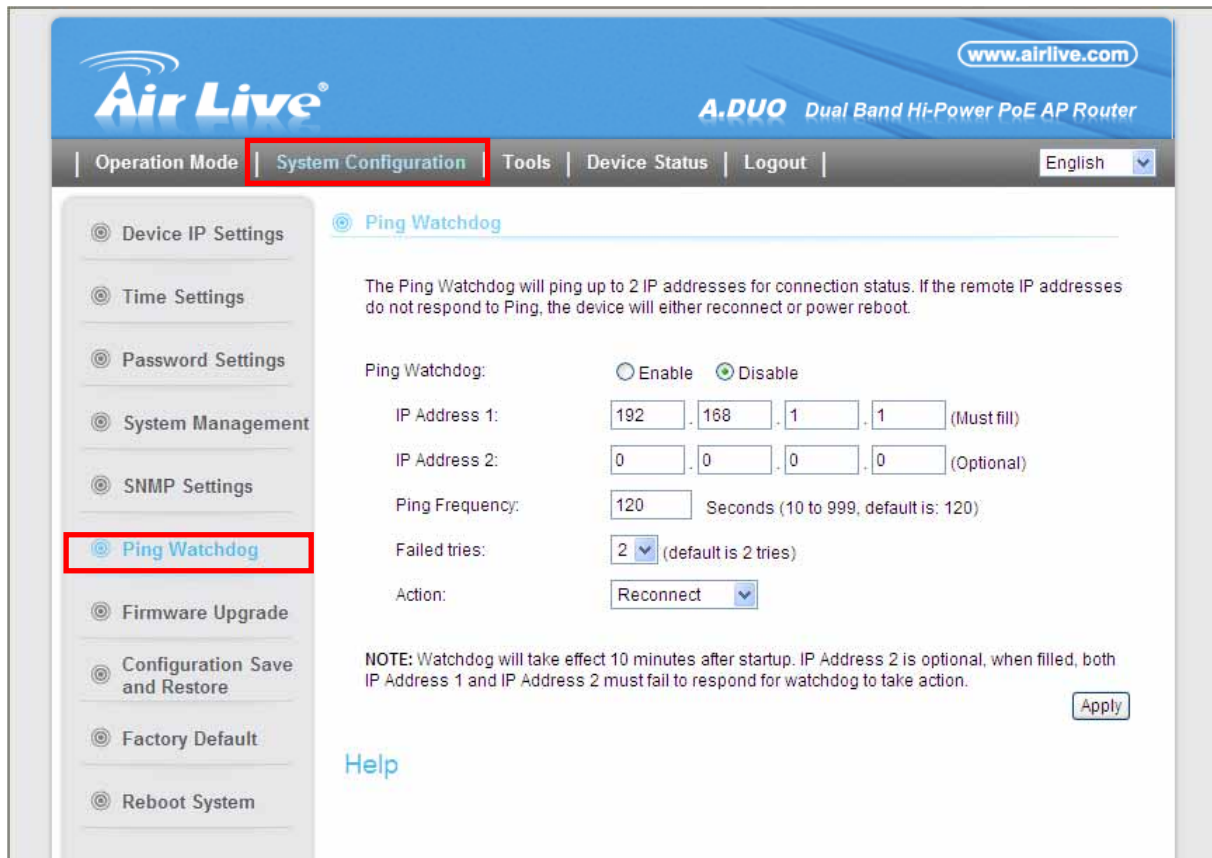 www.airlive.com
Air Live®
A.DUO Dual Band Hi-Power PoE AP Router
| Operation Mode | System Configuration | Tools | Device Status | Logout |
English
Device IP Settings
Time Settings
Password Settings
System Management
SNMP Settings
Ping Watchdog
Firmware Upgrade
Configuration Save
and Restore
Factory Default
Reboot System
Ping Watchdog
The Ping Watchdog will ping up to 2 IP addresses for connection status. If the remote IP addresses
do not respond to Ping, the device will either reconnect or power reboot.
Ping Watchdog: Enable Disable
IP Address 1: 192 . 168 . 1 . 1 (Must fill)
IP Address 2: 0 . 0 . 0 . 0 (Optional)
Ping Frequency: 120 Seconds (10 to 999, default is: 120)
Failed tries: 2 (default is 2 tries)
Action: Reconnect
NOTE: Watchdog will take effect 10 minutes after startup. IP Address 2 is optional, when filled, both
IP Address 1 and IP Address 2 must fail to respond for watchdog to take action.
Apply
Help